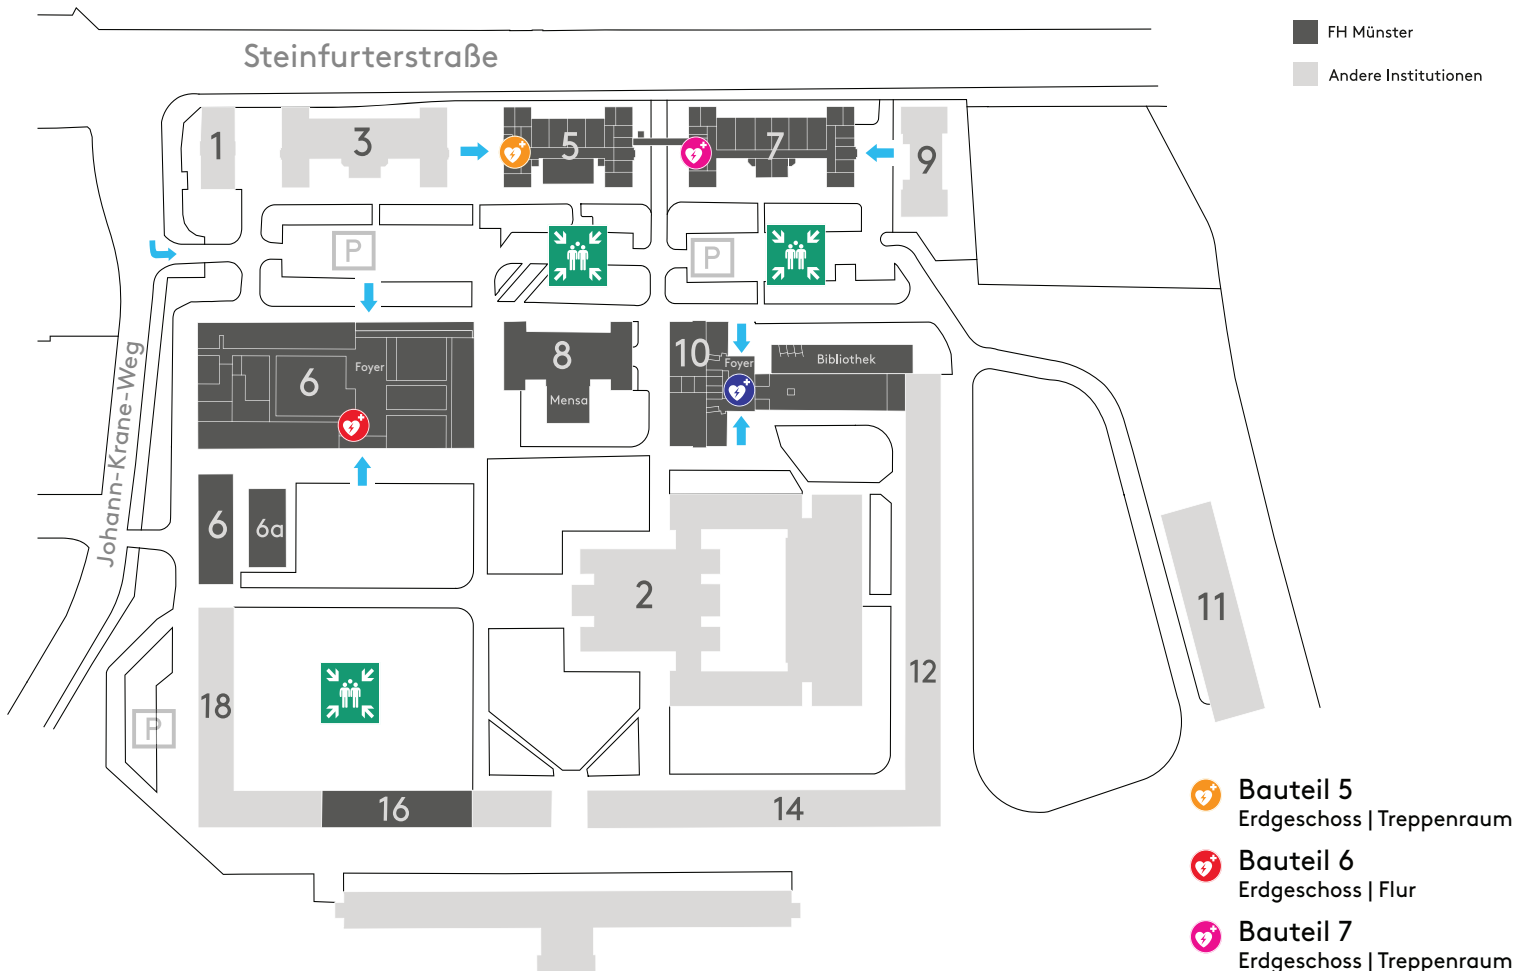 Steinfurterstraße
FH Münster
Andere Institutionen
1
3
5
7
9
P
P
Johann-Krane-Weg
6
Foyer
8
Mensa
10
Foyer
Bibliothek
6
6a
2
11
12
18
P
16
14
Bauteil 5
Erdgeschoss | Treppenraum
Bauteil 6
Erdgeschoss | Flur
Bauteil 7
Erdgeschoss | Treppenraum